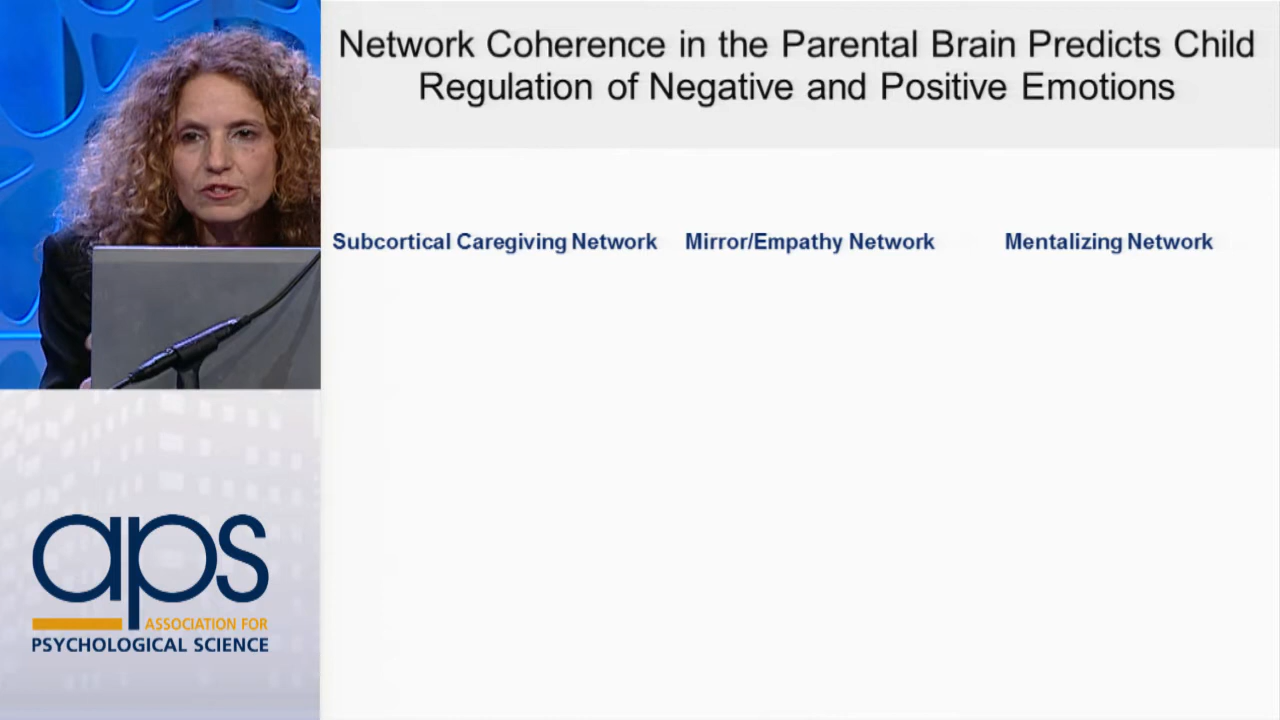 Network Coherence in the Parental Brain Predicts Child
Regulation of Negative and Positive Emotions
Subcortical Caregiving Network
Mirror/Empathy Network
Mentalizing Network
aps
ASSOCIATION FOR
PSYCHOLOGICAL SCIENCE